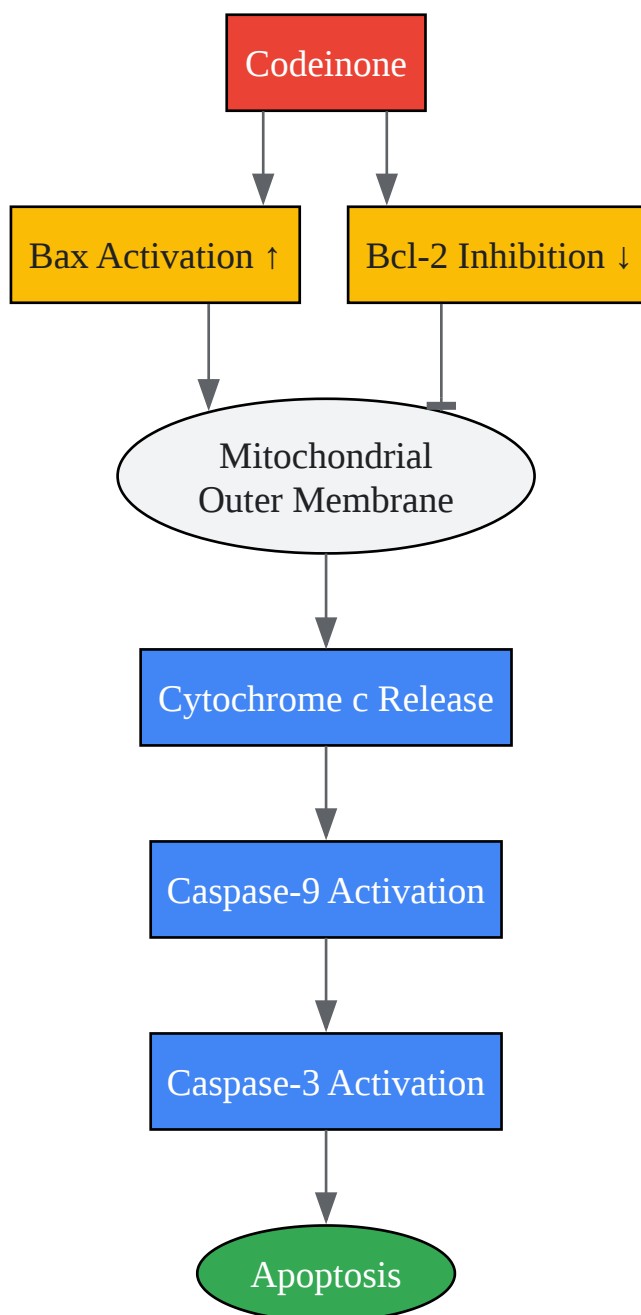 Codeinone
Bax Activation ↑
Bcl-2 Inhibition ↓
Mitochondrial
Outer Membrane
Cytochrome c Release
Caspase-9 Activation
Caspase-3 Activation
Apoptosis